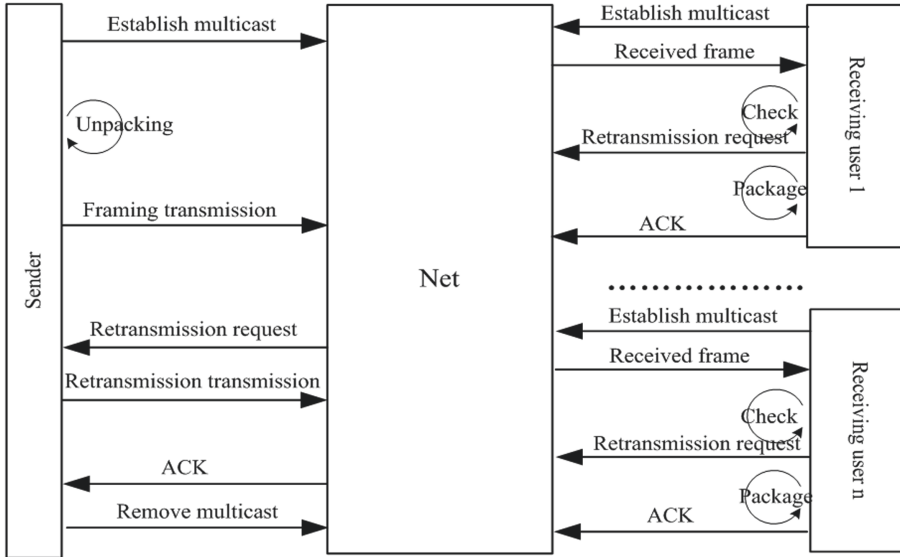 Establish multicast
Unpacking
Framing transmission
Sender
Retransmission request
Retransmission transmission
ACK
Remove multicast
Net
Establish multicast
Received frame
Check
Retransmission request
Package
ACK
Receiving user 1
Establish multicast
Received frame
Check
Retransmission request
Package
ACK
Receiving user n